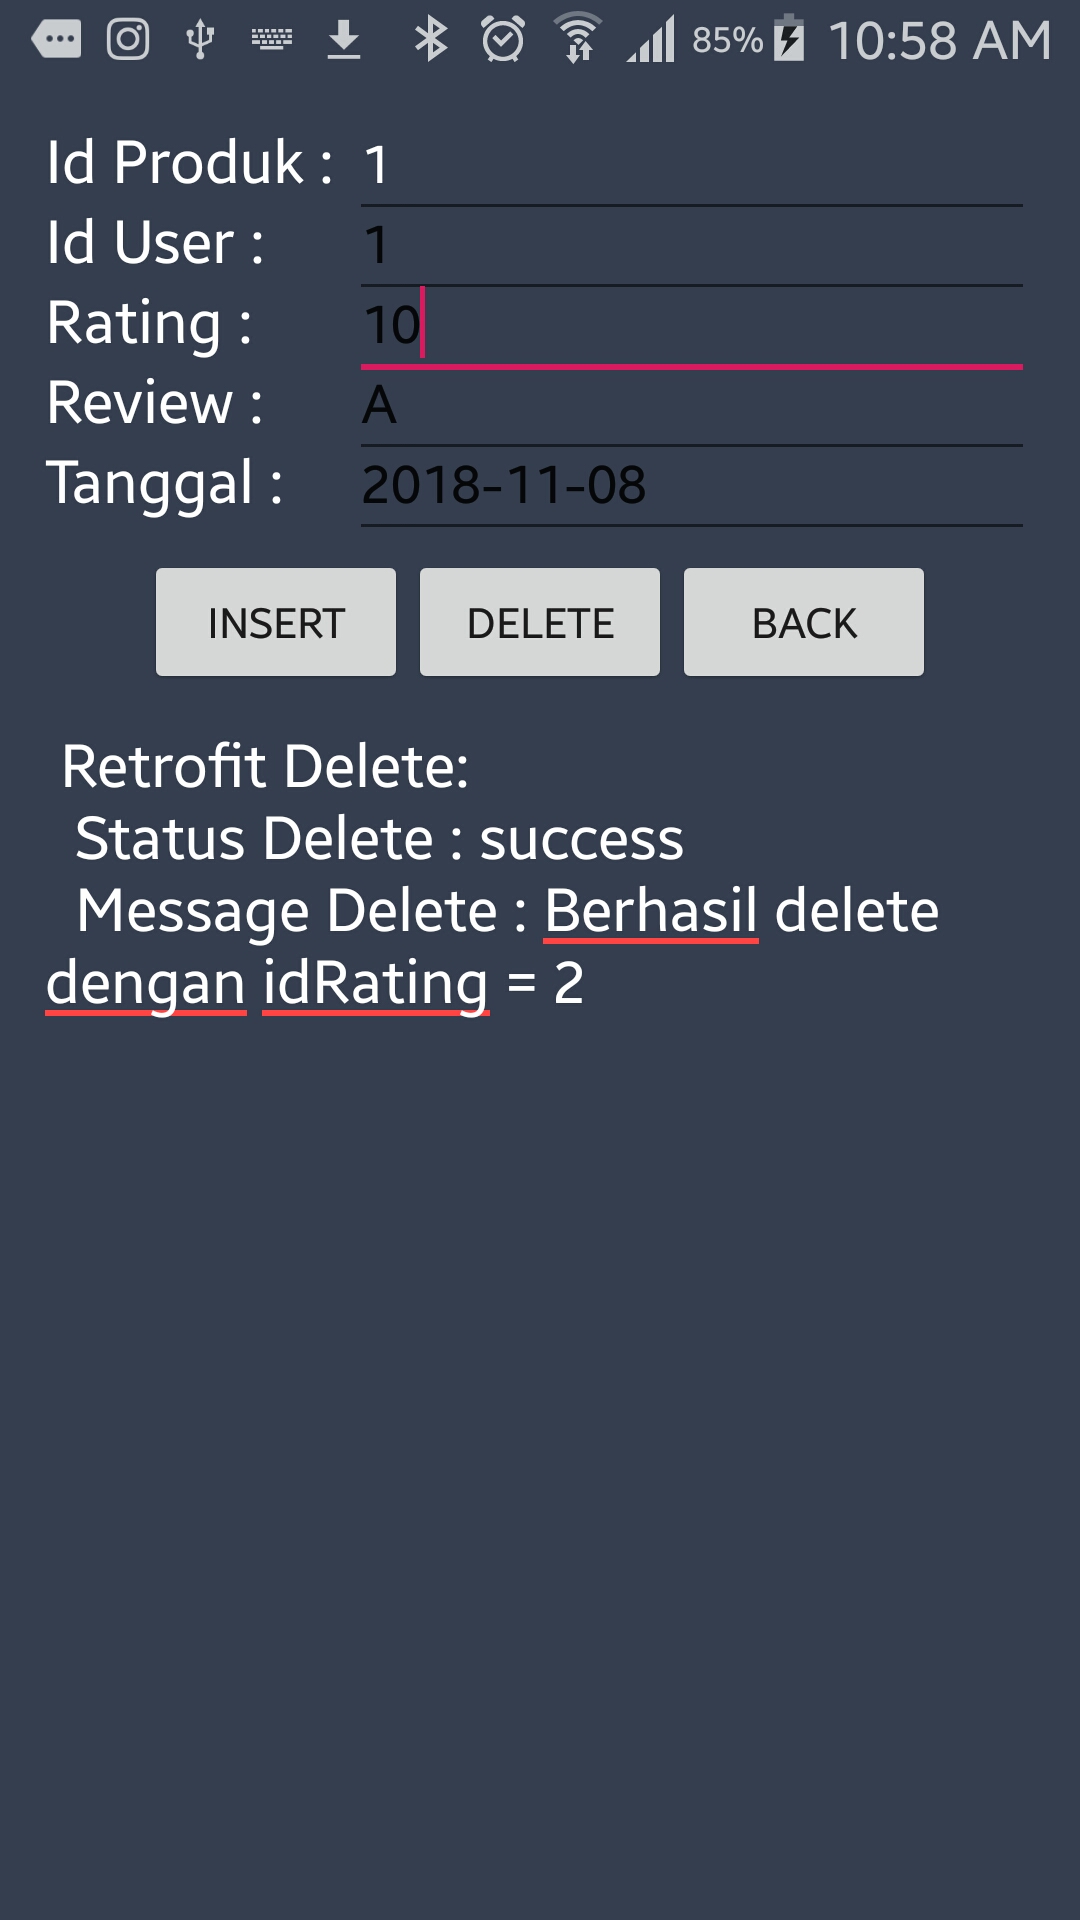 85% 10:58 AM
Id Produk : 1
Id User : 1
Rating : 10
Review : A
Tanggal : 2018-11-08
INSERT DELETE BACK
Retrofit Delete:
Status Delete : success
Message Delete : Berhasil delete
dengan idRating = 2